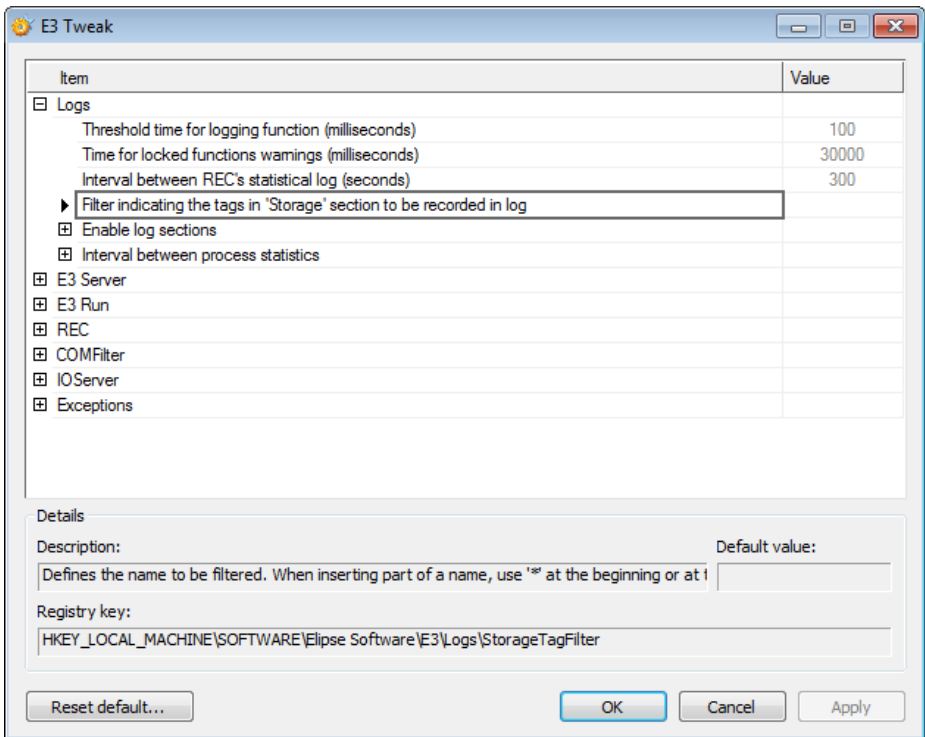 E3 Tweak
Item Value
Logs
Threshold time for logging function (milliseconds) 100
Time for locked functions warnings (milliseconds) 30000
Interval between REC's statistical log (seconds) 300
Filter indicating the tags in 'Storage' section to be recorded in log
Enable log sections
Interval between process statistics
E3 Server
E3 Run
REC
COMFilter
IOServer
Exceptions
Details
Description: Default value:
Defines the name to be filtered. When inserting part of a name, use '*' at the beginning or at
Registry key:
HKEY_LOCAL_MACHINE\SOFTWARE\Elipse Software\E3\Logs\StorageTagFilter
Reset default... OK Cancel Apply